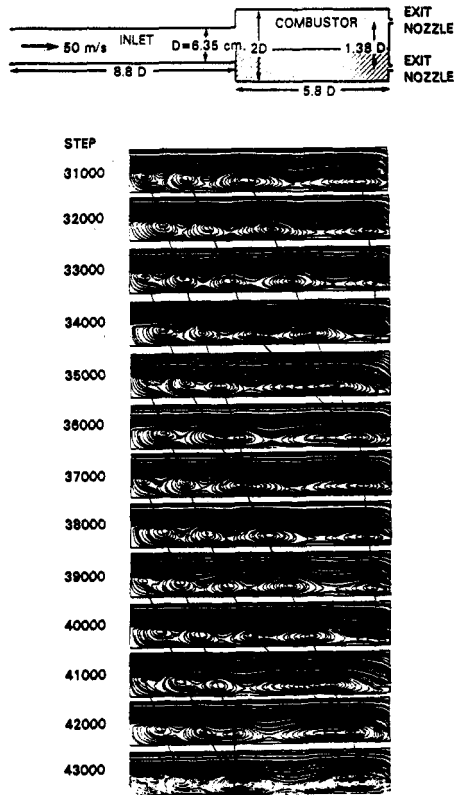 COMBUSTOR
EXIT
NOZZLE
INLET
50 m/s
D=6.35 cm.
2D
1.38 D
EXIT
NOZZLE
8.8 D
5.8 D
STEP
31000
32000
33000
34000
35000
36000
37000
38000
39000
40000
41000
42000
43000